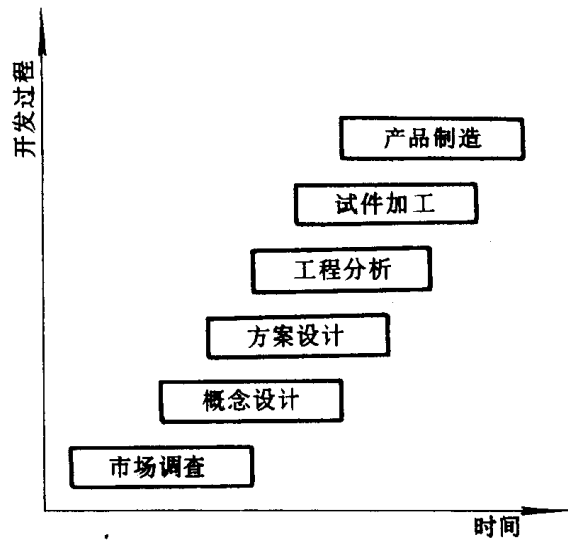 开发过程
产品制造
试件加工
工程分析
方案设计
概念设计
市场调查
时间